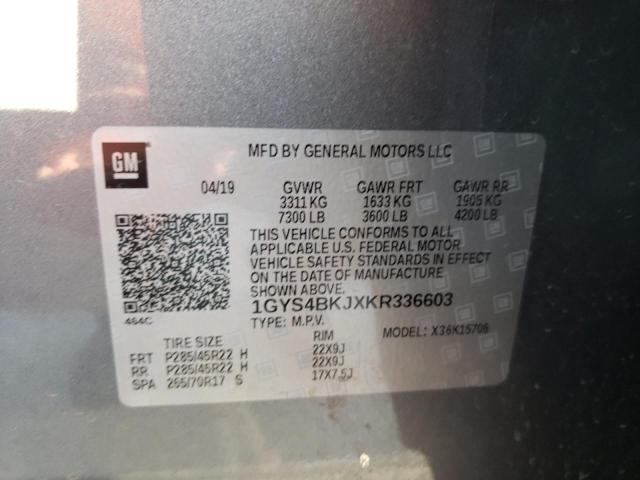 GM
MFD BY GENERAL MOTORS LLC
04/19 GVWR GAWR FRT GAWR RR
3311 KG 1633 KG 1905 KG
7300 LB 3600 LB 4200 LB
THIS VEHICLE CONFORMS TO ALL
APPLICABLE U.S. FEDERAL MOTOR
VEHICLE SAFETY STANDARDS IN EFFECT
ON THE DATE OF MANUFACTURE
SHOWN ABOVE.
1GYS4BKJXKR336603
464C
TYPE: M.P.V. MODEL: X36K15706
TIRE SIZE RIM
FRT P285/45R22 H 22X9J
RR P285/45R22 H 22X9J
SPA 265/70R17 S 17X7.5J